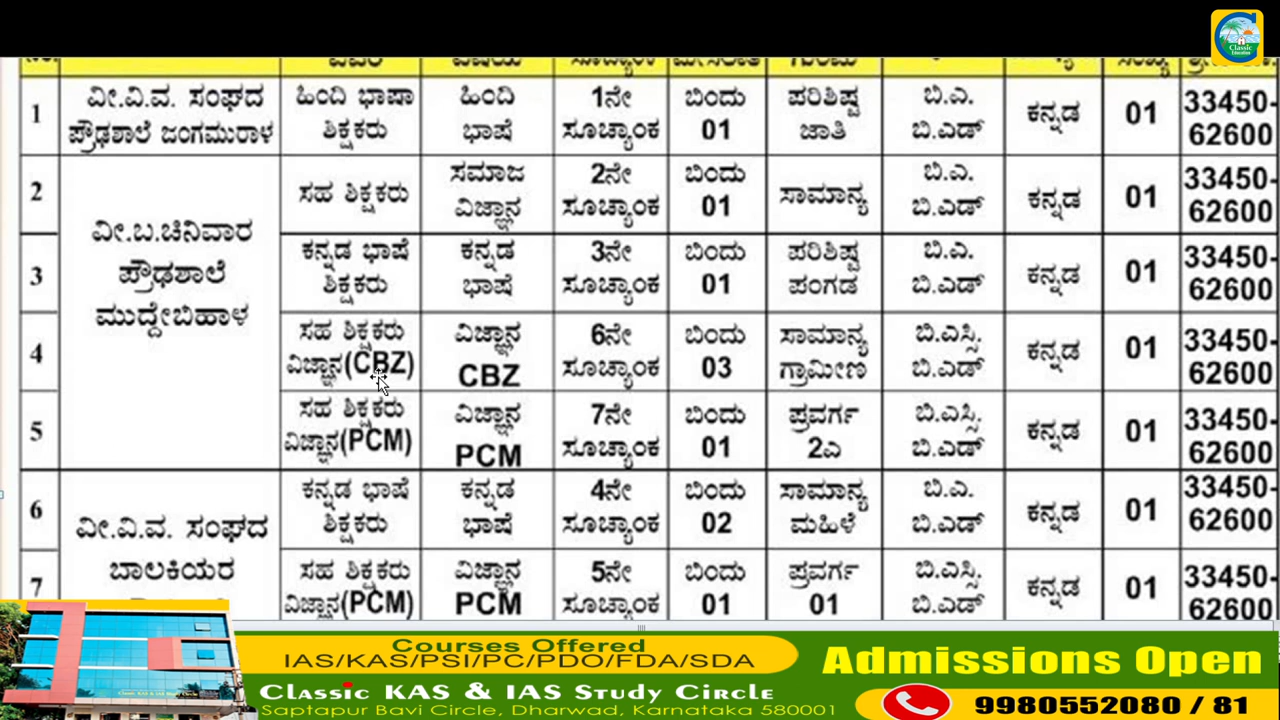 1
ವೀ.ವಿ.ವ. ಸಂಘದ
ಪ್ರೌಢಶಾಲೆ ಜಂಗಮುರಾಳ
ಹಿಂದಿ ಭಾಷಾ
ಶಿಕ್ಷಕರು
ಹಿಂದಿ
ಭಾಷೆ
1ನೇ
ಸೂಚ್ಯಾಂಕ
ಬಿಂದು
01
ಪರಿಶಿಷ್ಟ
ಜಾತಿ
ಬಿ.ಎ.
ಬಿ.ಎಡ್
ಕನ್ನಡ
01
33450-
62600
2
ವೀ.ಬ.ಚಿನಿವಾರ
ಪ್ರೌಢಶಾಲೆ
ಮುದ್ದೇಬಿಹಾಳ
ಸಹ ಶಿಕ್ಷಕರು
ಸಮಾಜ
ವಿಜ್ಞಾನ
2ನೇ
ಸೂಚ್ಯಾಂಕ
ಬಿಂದು
01
ಸಾಮಾನ್ಯ
ಬಿ.ಎ.
ಬಿ.ಎಡ್
ಕನ್ನಡ
01
33450-
62600
3
ಕನ್ನಡ ಭಾಷೆ
ಶಿಕ್ಷಕರು
ಕನ್ನಡ
ಭಾಷೆ
3ನೇ
ಸೂಚ್ಯಾಂಕ
ಬಿಂದು
01
ಪರಿಶಿಷ್ಟ
ಪಂಗಡ
ಬಿ.ಎ.
ಬಿ.ಎಡ್
ಕನ್ನಡ
01
33450-
62600
4
ಸಹ ಶಿಕ್ಷಕರು
ವಿಜ್ಞಾನ(CBZ)
ವಿಜ್ಞಾನ
CBZ
6ನೇ
ಸೂಚ್ಯಾಂಕ
ಬಿಂದು
03
ಸಾಮಾನ್ಯ
ಗ್ರಾಮೀಣ
ಬಿ.ಎಸ್ಸಿ.
ಬಿ.ಎಡ್
ಕನ್ನಡ
01
33450-
62600
5
ಸಹ ಶಿಕ್ಷಕರು
ವಿಜ್ಞಾನ(PCM)
ವಿಜ್ಞಾನ
PCM
7ನೇ
ಸೂಚ್ಯಾಂಕ
ಬಿಂದು
01
ಪ್ರವರ್ಗ
2ಎ
ಬಿ.ಎಸ್ಸಿ.
ಬಿ.ಎಡ್
ಕನ್ನಡ
01
33450-
62600
6
ವೀ.ವಿ.ವ. ಸಂಘದ
ಬಾಲಕಿಯರ
ಕನ್ನಡ ಭಾಷೆ
ಶಿಕ್ಷಕರು
ಕನ್ನಡ
ಭಾಷೆ
4ನೇ
ಸೂಚ್ಯಾಂಕ
ಬಿಂದು
02
ಸಾಮಾನ್ಯ
ಮಹಿಳೆ
ಬಿ.ಎ.
ಬಿ.ಎಡ್
ಕನ್ನಡ
01
33450-
62600
7
ಸಹ ಶಿಕ್ಷಕರು
ವಿಜ್ಞಾನ(PCM)
ವಿಜ್ಞಾನ
PCM
5ನೇ
ಸೂಚ್ಯಾಂಕ
ಬಿಂದು
01
ಪ್ರವರ್ಗ
01
ಬಿ.ಎಸ್ಸಿ.
ಬಿ.ಎಡ್
ಕನ್ನಡ
01
33450-
62600
Classic
Education
Courses Offered
IAS/KAS/PSI/PC/PDO/FDA/SDA
Classic KAS & IAS Study Circle
Saptapur Bavi Circle, Dharwad, Karnataka 580001
Admissions Open
9980552080 / 81